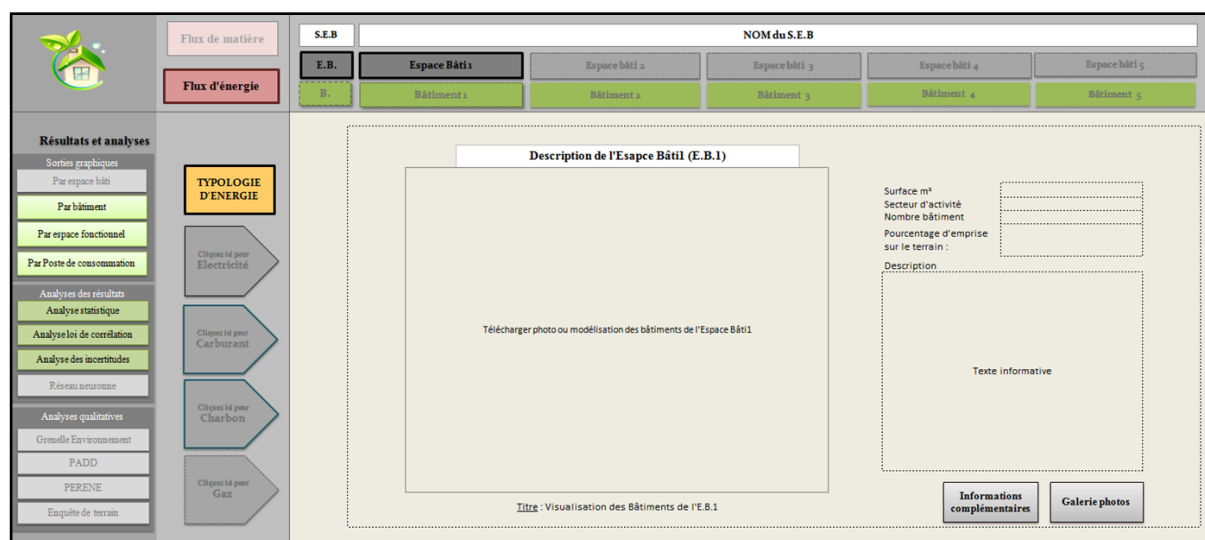 Flux de matière
Flux d'énergie
S.E.B
NOM du S.E.B
E.B.
Espace Bâti 1
Espace bâti 2
Espace bâti 3
Espace bâti 4
Espace bâti 5
B.
Bâtiment 1
Bâtiment 2
Bâtiment 3
Bâtiment 4
Bâtiment 5
Résultats et analyses
Sorties graphiques
Par espace bâti
Par bâtiment
Par espace fonctionnel
Par Poste de consommation
Analyses des résultats
Analyse statistique
Analyse loi de corrélation
Analyse des incertitudes
Réseau neuronne
Analyses qualitatives
Grenelle Environnement
PADD
PERENE
Enquête de terrain
TYPOLOGIE
D'ENERGIE
Cliquez id pour
Electricité
Cliquez id pour
Carburant
Cliquez id pour
Charbon
Cliquez id pour
Gaz
Description de l'Esapce Bâti1 (E.B.1)
Télécharger photo ou modélisation des bâtiments de l'Espace Bâti1
Titre : Visualisation des Bâtiments de l'E.B.1
Surface m²
Secteur d'activité
Nombre bâtiment
Pourcentage d'emprise
sur le terrain :
Description
Texte informative
Informations
complémentaires
Galerie photos